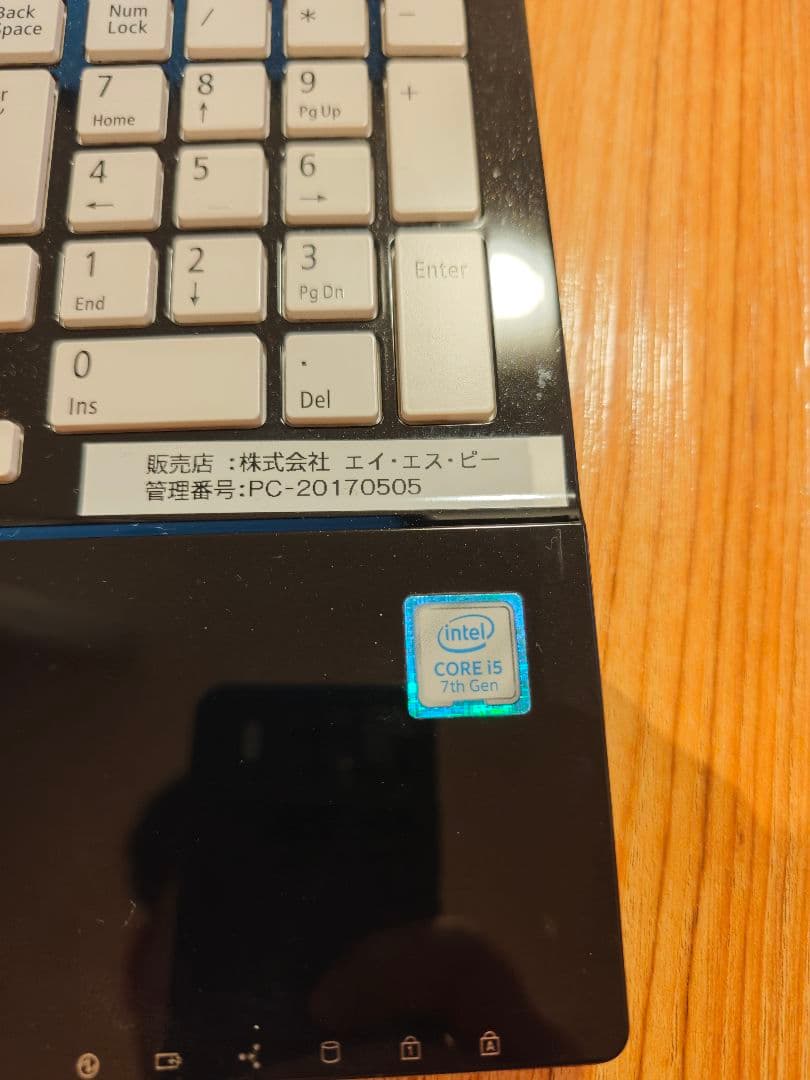 Back
Space
Num
Lock
/
*
-
7
Home
8
↑
9
Pg Up
+
4
←
5
6
→
1
End
2
↓
3
Pg Dn
Enter
0
Ins
.
Del
販売店 :株式会社 エイ・エス・ピー
管理番号:PC-20170505
intel
CORE i5
7th Gen
1
A